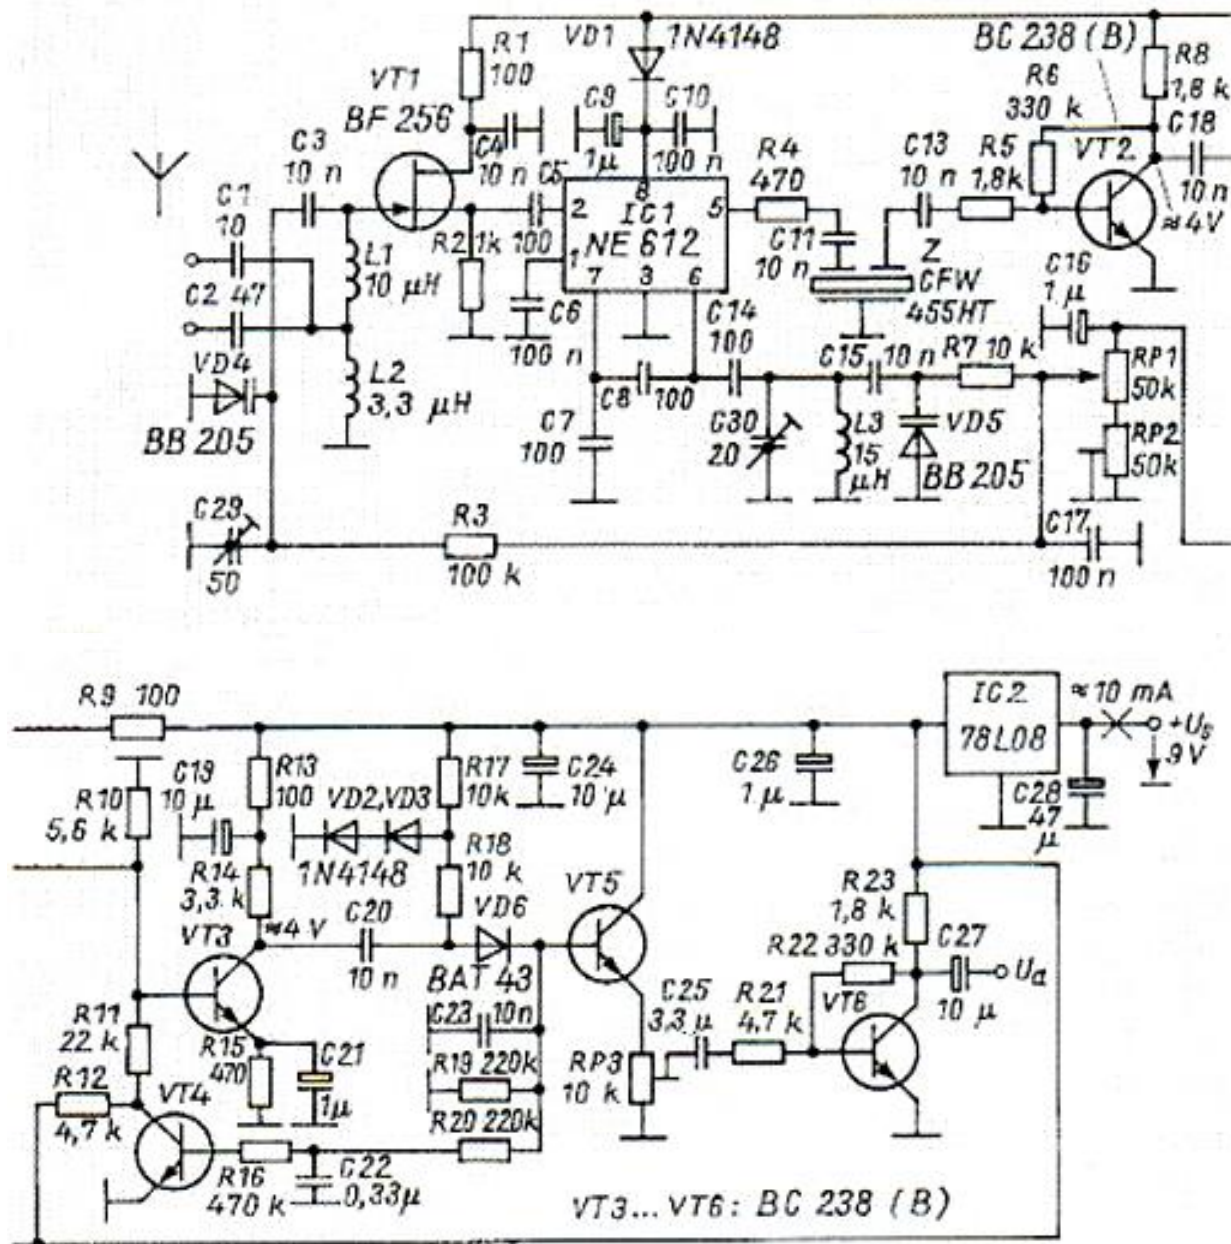 R1
100
VD1
1N4148
BC 238 (B)
R8
1,8 k
VT1
BF 256
C4
10 n
C9
1µ
C10
100 n
R6
330 k
C18
10 n
VT2
≈4V
C3
10 n
C5
100
R4
470
C13
10 n
R5
1,8k
8
2
IC1
5
NE 612
1
7
3
6
C1
10
C2 47
L1
10 µH
R2
1k
C6
100 n
C11
10 n
Z
CFW
455HT
C16
1 µ
C14
100
C15
10 n
R7 10 k
RP1
50k
VD4
BB 205
L2
3,3 µH
C8
100
C7
100
C30
20
L3
15
µH
VD5
BB 205
RP2
50k
C29
50
R3
100 k
C17
100 n
R9 100
IC2
78L08
≈10 mA
+Us
9 V
C19
10 µ
R13
100
VD2,VD3
1N4148
R17
10k
C24
10 µ
C26
1 µ
C28
47
µ
R10
5,6 k
R14
3,3 k
R18
10 k
VT5
R23
1,8 k
VT3
≈4 V
C20
10 n
VD6
BAT 43
R22 330 k
C27
10 µ
Ua
R11
22 k
C23
10n
C25
3,3 µ
R21
4,7 k
VT6
R15
470
C21
1µ
R19 220k
RP3
10 k
R12
4,7 k
VT4
R20 220k
R16
470 k
C22
0,33µ
VT3...VT6: BC 238 (B)